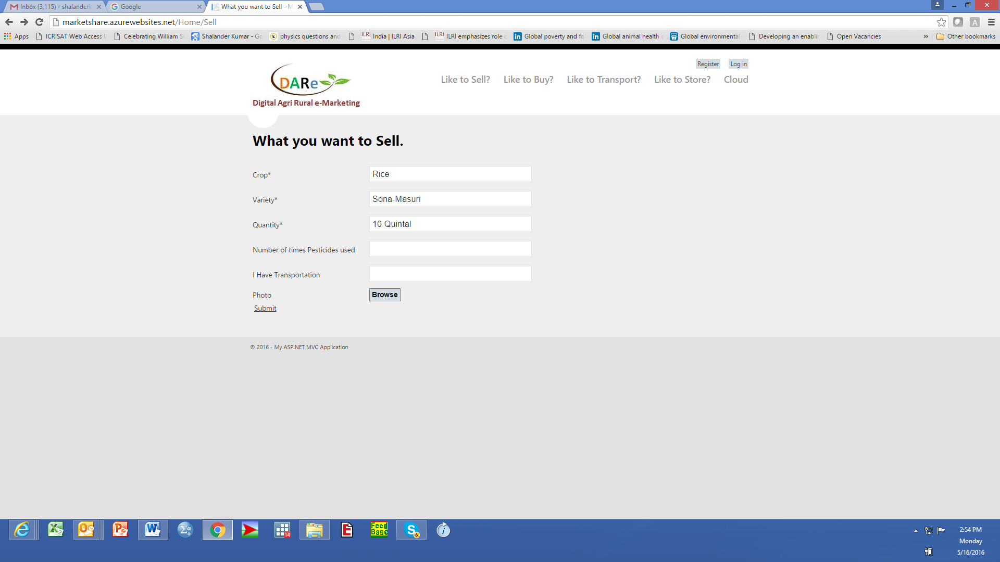 Inbox (3,115) - shalanderk
Google
What you want to Sell - M
marketshare.azurewebsites.net/Home/Sell
Apps
ICRISAT Web Access U
Celebrating William S
Shalander Kumar - Go
physics questions and
ILRI India | ILRI Asia
ILRI ILRI emphasizes role o
in Global poverty and fo
in Global animal health
Global environmental
Developing an enablin
Open Vacancies
» Other bookmarks
Register Log in
DARe
Digital Agri Rural e-Marketing
Like to Sell? Like to Buy? Like to Transport? Like to Store? Cloud
What you want to Sell.
Crop* Rice
Variety* Sona-Masuri
Quantity* 10 Quintal
Number of times Pesticides used
I Have Transportation
Photo Browse
Submit
© 2016 - My ASP.NET MVC Application
14
E
Feed
Base
S 6
2:54 PM
Monday
5/16/2016